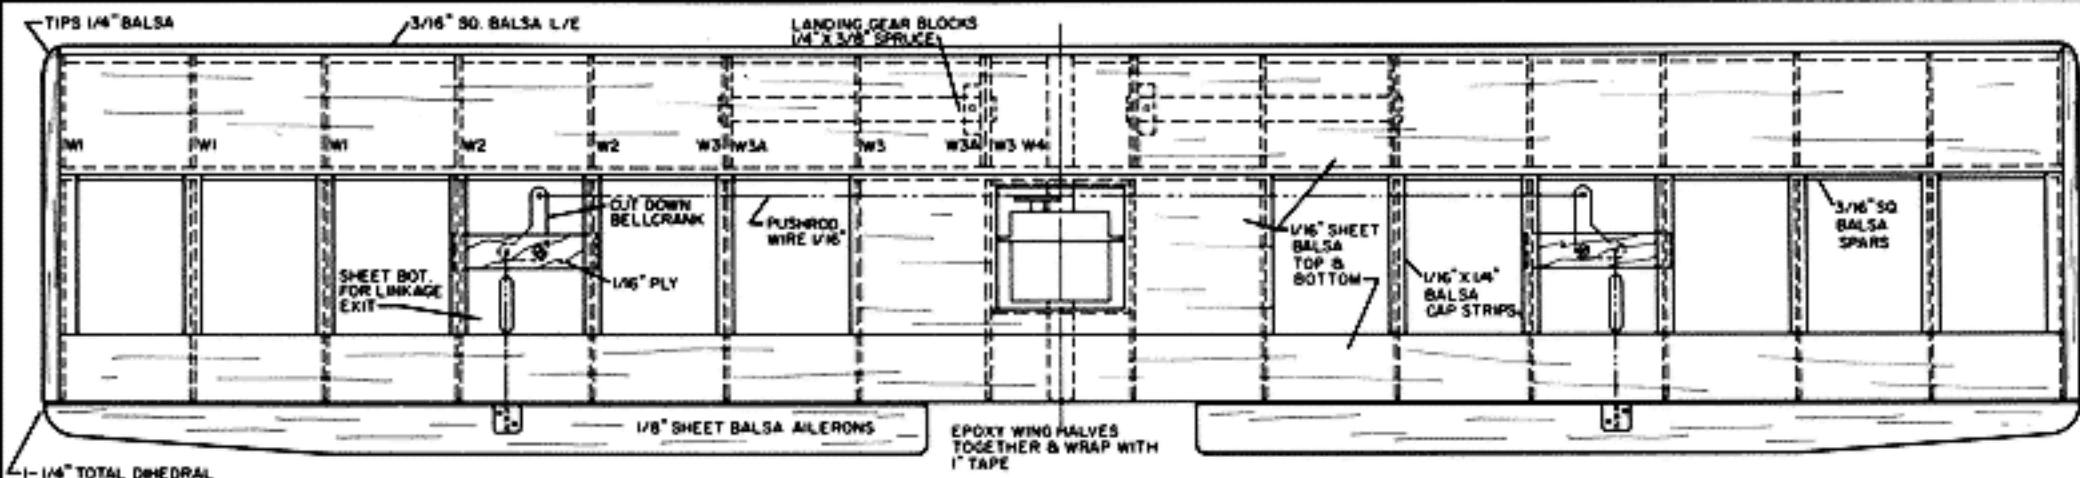 TIPS 1/4" BALSA
3/16" SQ. BALSA L/E
LANDING GEAR BLOCKS
1/4" X 3/8" SPRUCE
W1
W1
W1
W2
W2
W3
W3A
W3
W3A
W3
W4
CUT DOWN
BELLCRANK
PUSHROD
WIRE 1/16"
1/16" SHEET
BALSA
TOP &
BOTTOM
3/16" SQ
BALSA
SPARS
SHEET BOT.
FOR LINKAGE
EXIT
1/16" PLY
1/16" X 1/4"
BALSA
CAP STRIPS
1/8" SHEET BALSA AILERONS
EPOXY WING HALVES
TOGETHER & WRAP WITH
1" TAPE
1-1/4" TOTAL DIHEDRAL